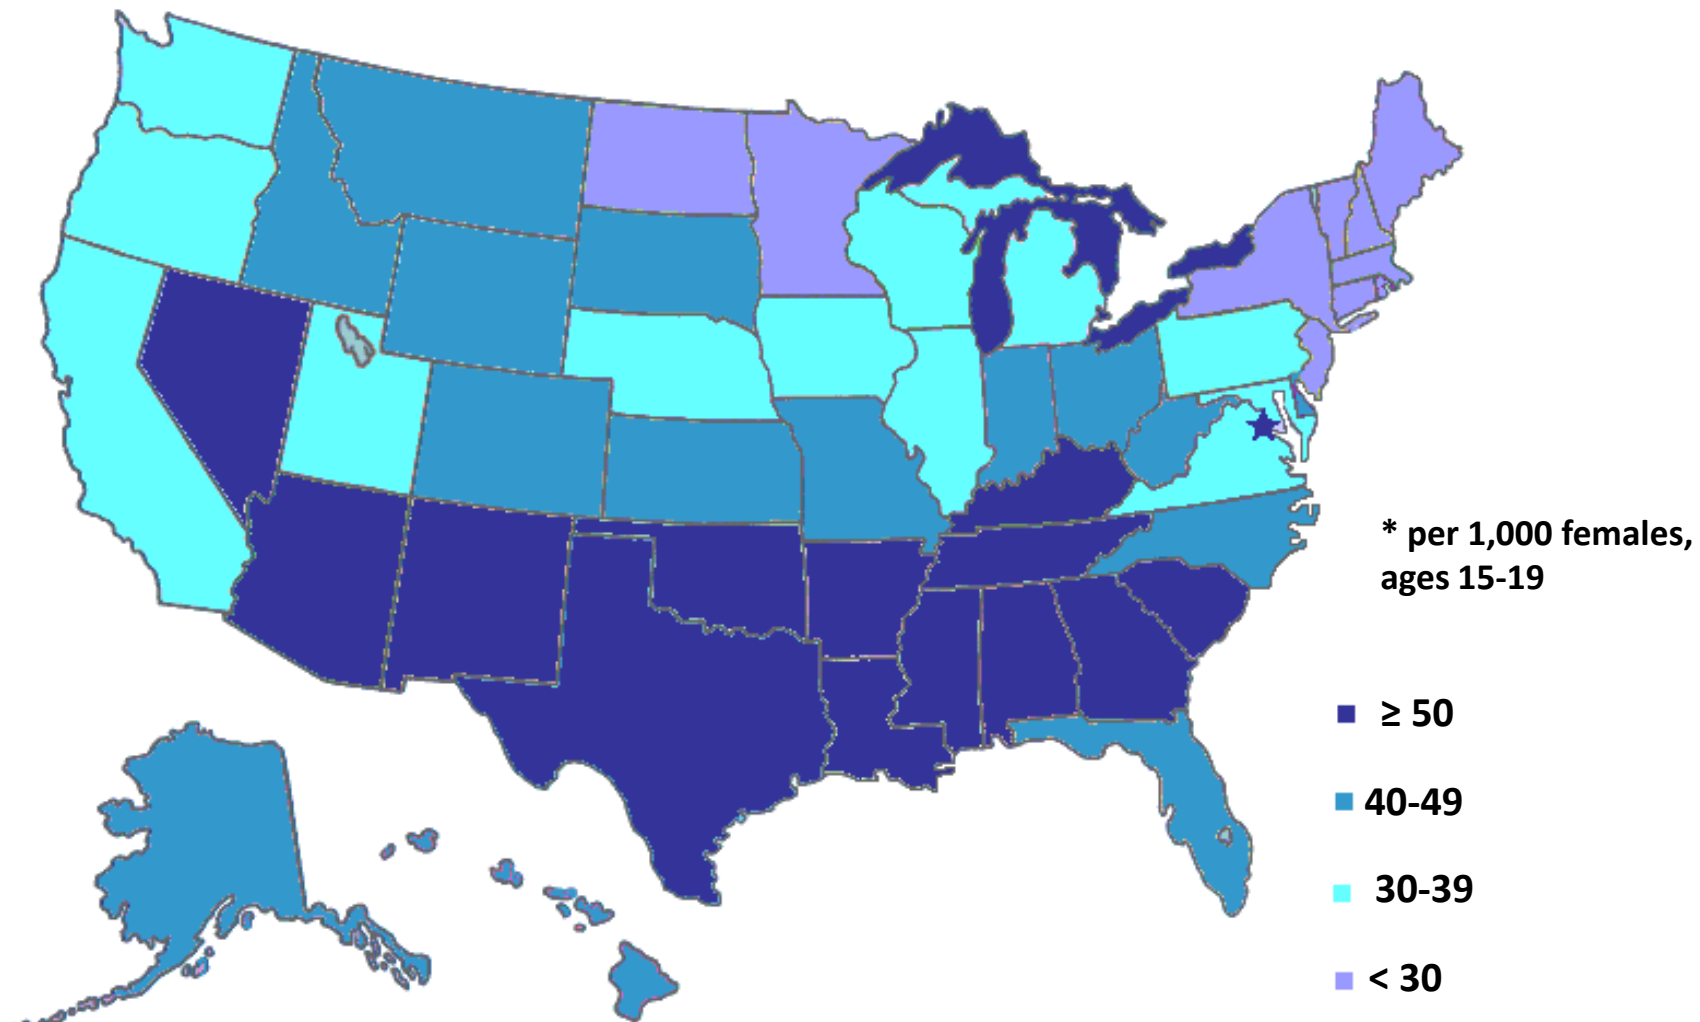 * per 1,000 females,
ages 15-19
≥ 50
40-49
30-39
< 30